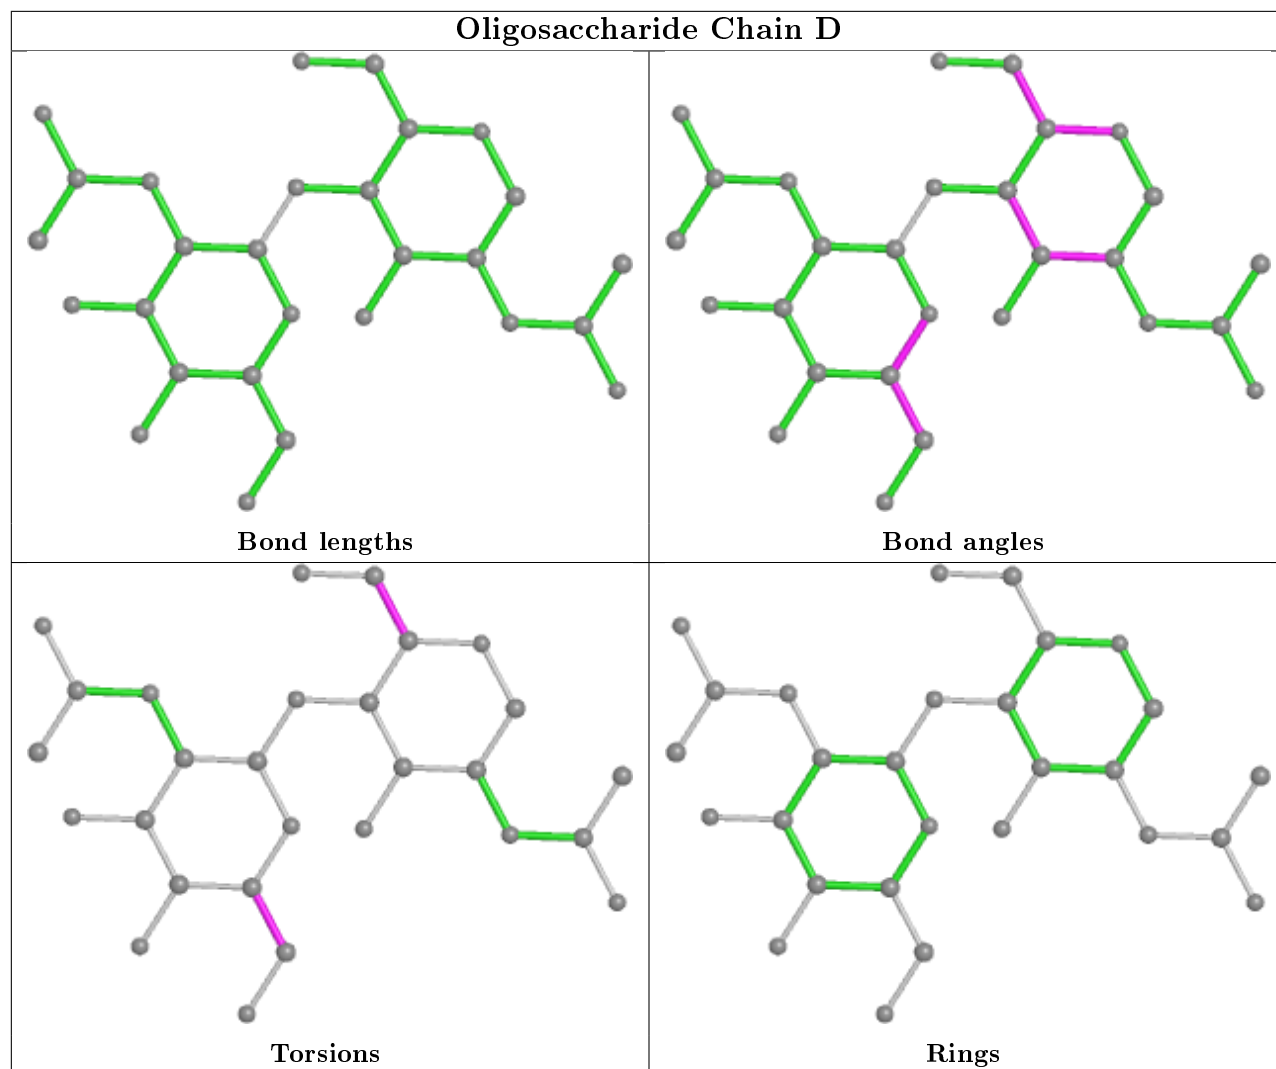 Oligosaccharide Chain D
Bond lengths
Bond angles
Torsions
Rings